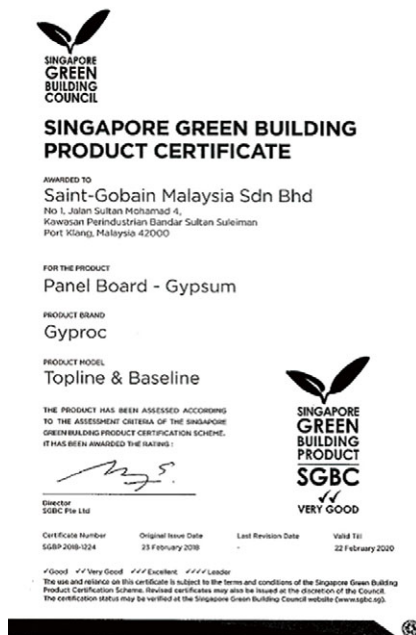 SINGAPORE
GREEN
BUILDING
COUNCIL
SINGAPORE GREEN BUILDING
PRODUCT CERTIFICATE
AWARDED TO
Saint-Gobain Malaysia Sdn Bhd
No 1, Jalan Sultan Mohamad 4,
Kawasan Perindustrian Bandar Sultan Suleiman
Port Klang, Malaysia 42000
FOR THE PRODUCT
Panel Board - Gypsum
PRODUCT BRAND
Gyproc
PRODUCT MODEL
Topline & Baseline
THE PRODUCT HAS BEEN ASSESSED ACCORDING
TO THE ASSESSMENT CRITERIA OF THE SINGAPORE
GREEN BUILDING PRODUCT CERTIFICATION SCHEME.
IT HAS BEEN AWARDED THE RATING :
SINGAPORE
GREEN
BUILDING
PRODUCT
SGBC
✓✓
VERY GOOD
Director
SGBC Pte Ltd
Certificate Number Original Issue Date Last Revision Date Valid Till
SGBP 2018-1224 23 February 2018 - 22 February 2020
✓Good ✓✓Very Good ✓✓✓Excellent ✓✓✓✓Leader
The use and reliance on this certificate is subject to the terms and conditions of the Singapore Green Building
Product Certification Scheme. Revised certificates may also be issued at the discretion of the Council.
The certification status may be verified at the Singapore Green Building Council website (www.sgbc.sg).